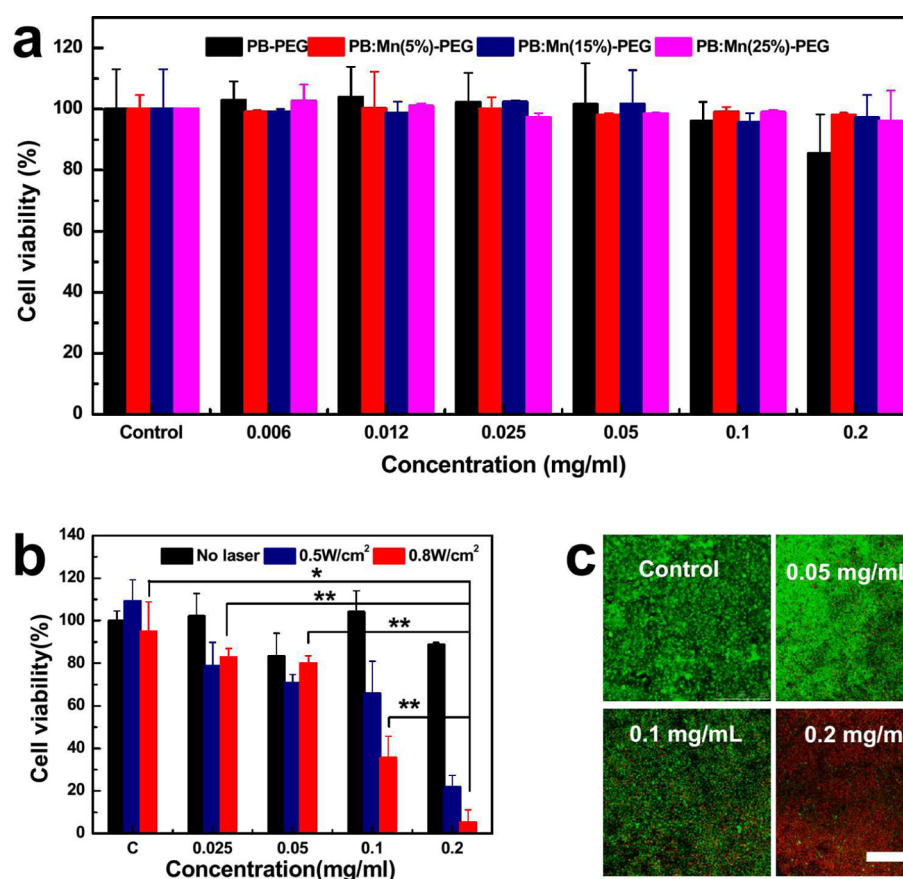 a
PB-PEG PB:Mn(5%)-PEG PB:Mn(15%)-PEG PB:Mn(25%)-PEG
120
100
80
60
40
20
0
Cell viability (%)
Control 0.006 0.012 0.025 0.05 0.1 0.2
Concentration (mg/ml)
b
No laser 0.5W/cm² 0.8W/cm²
140
120
100
80
60
40
20
0
Cell viability(%)
*
**
**
**
C 0.025 0.05 0.1 0.2
Concentration(mg/ml)
c
Control
0.05 mg/mL
0.1 mg/mL
0.2 mg/m